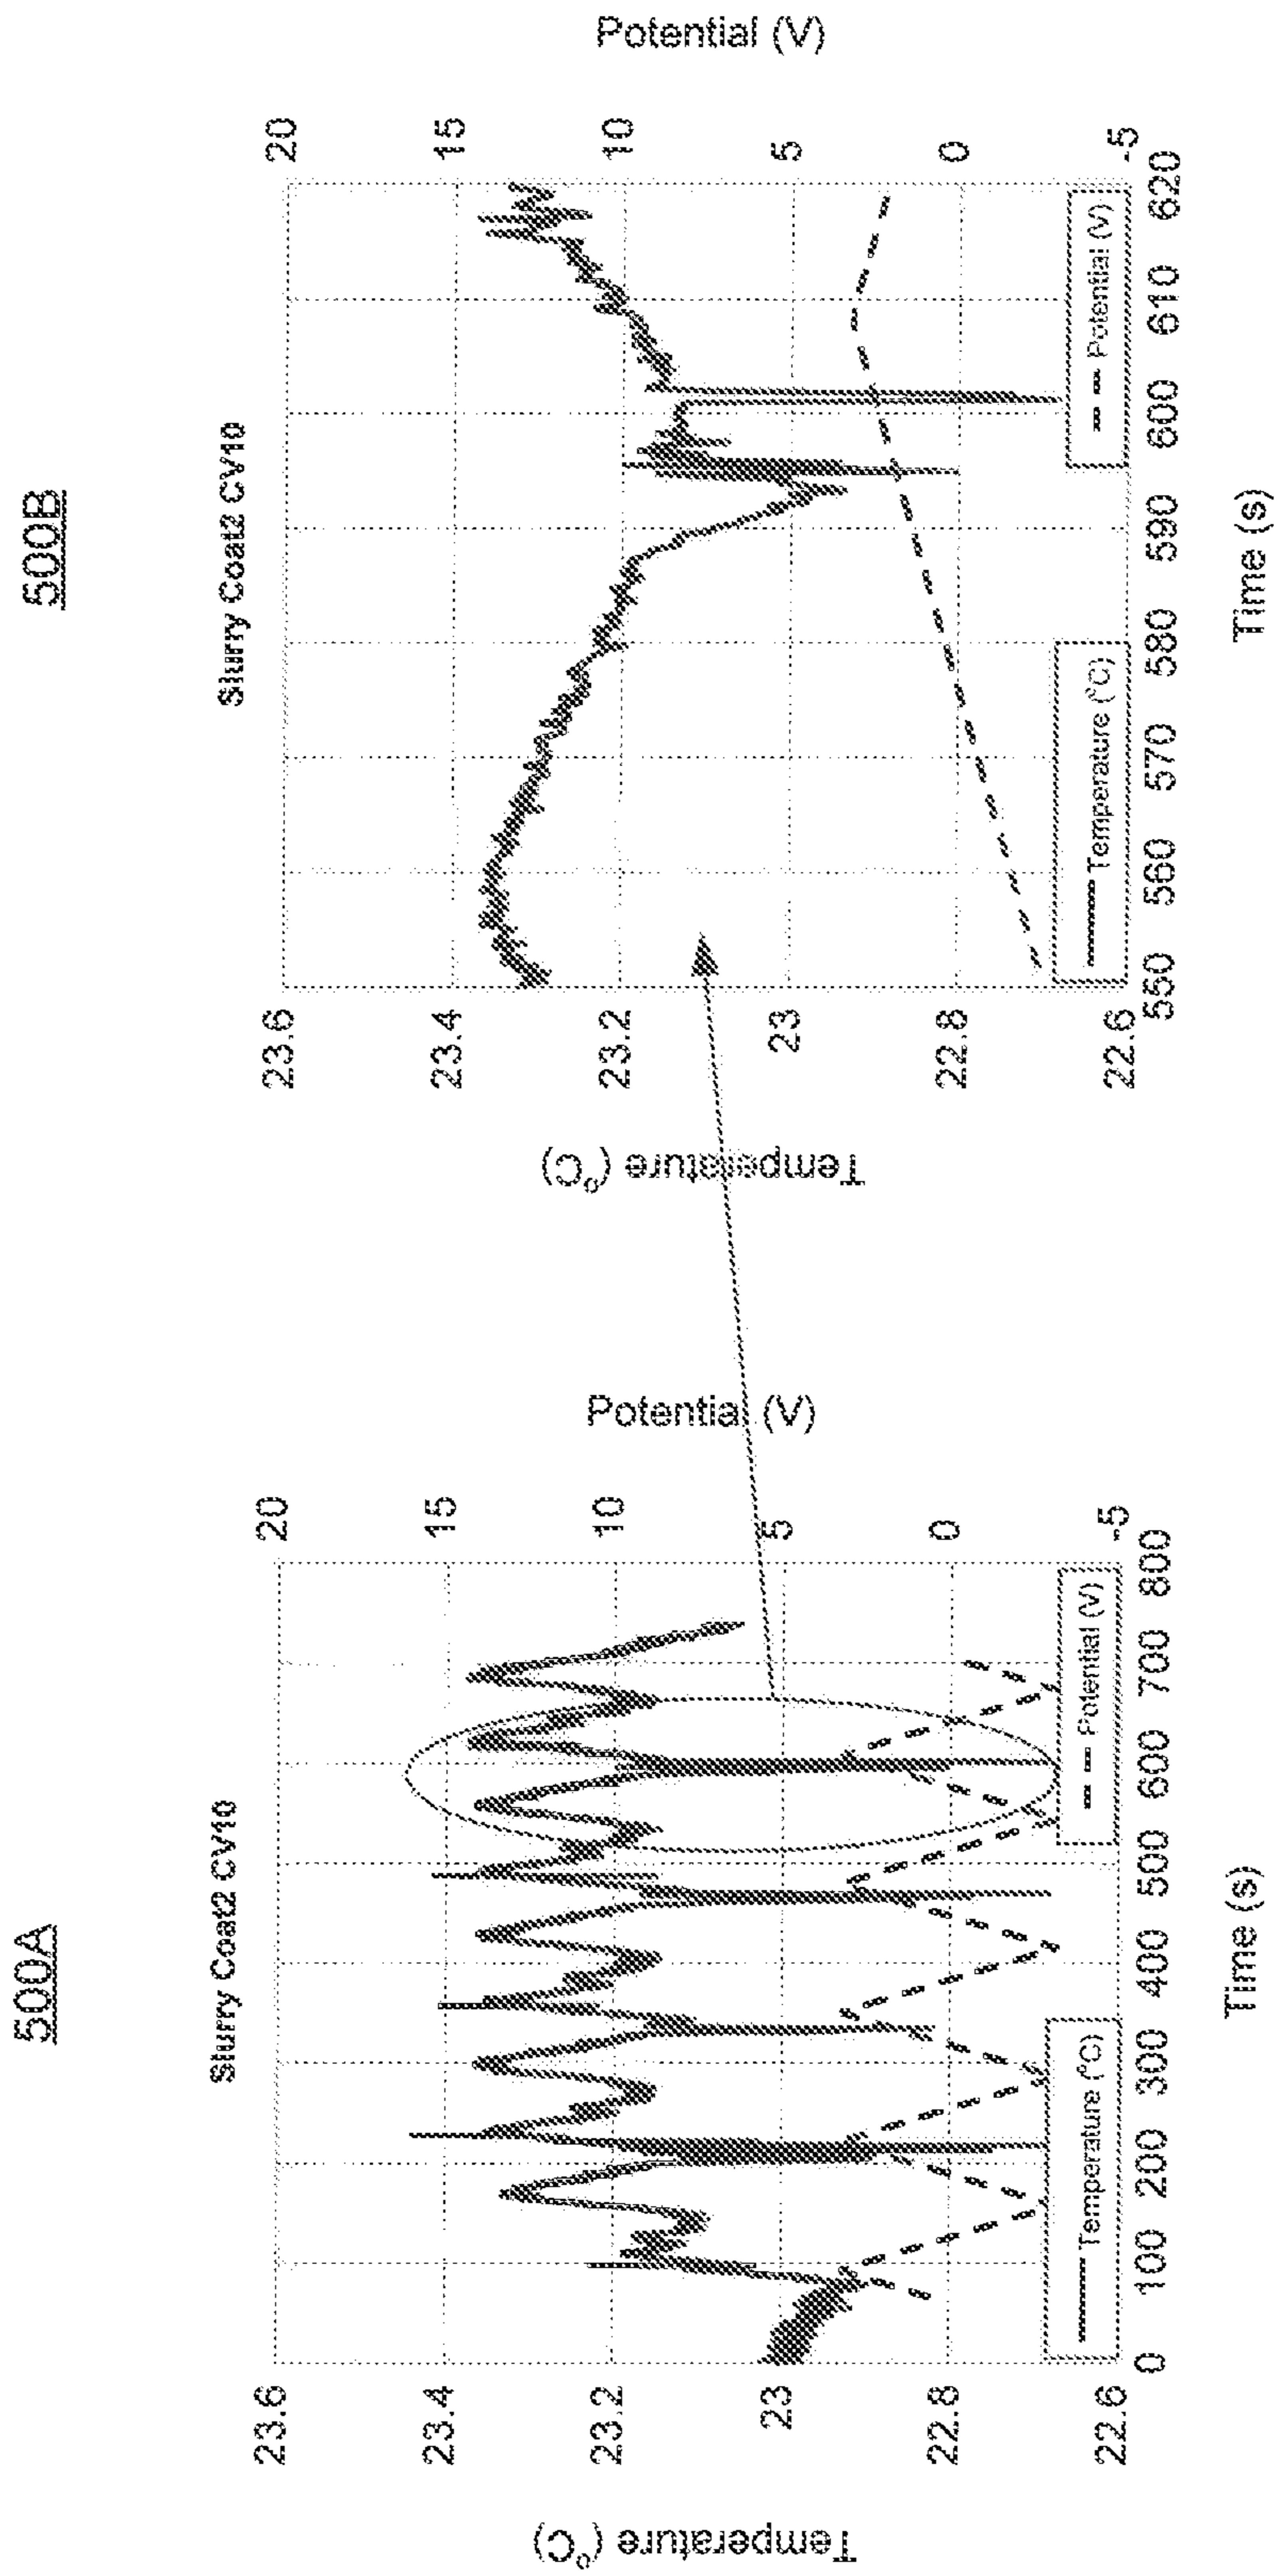 500A
Slurry Coat2 CV10
Temperature (°C)
23.6
23.4
23.2
23
22.8
22.6
Potential (V)
20
15
10
5
0
-5
Temperature (°C)
Potential (V)
0 100 200 300 400 500 600 700 800
Time (s)
500B
Slurry Coat2 CV10
Temperature (°C)
23.6
23.4
23.2
23
22.8
22.6
Potential (V)
20
15
10
5
0
-5
Temperature (°C)
Potential (V)
550 560 570 580 590 600 610 620
Time (s)